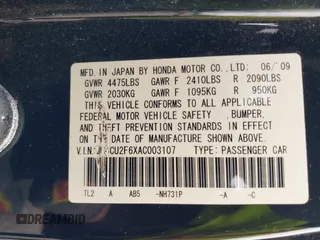 MFD. IN JAPAN BY HONDA MOTOR CO., LTD. 06/09
GVWR 4475LBS GAWR F 2410LBS R 2090LBS
GVWR 2030KG GAWR F 1095KG R 950KG
THIS VEHICLE CONFORMS TO ALL APPLICABLE
FEDERAL MOTOR VEHICLE SAFETY, BUMPER,
AND THEFT PREVENTION STANDARDS IN EFFECT
ON THE DATE OF MANUFACTURE SHOWN ABOVE.
V.I.N.: CU2F6XAC003107 TYPE: PASSENGER CAR
TL2 A AB5 -NH731P -A -C
DREAMBID